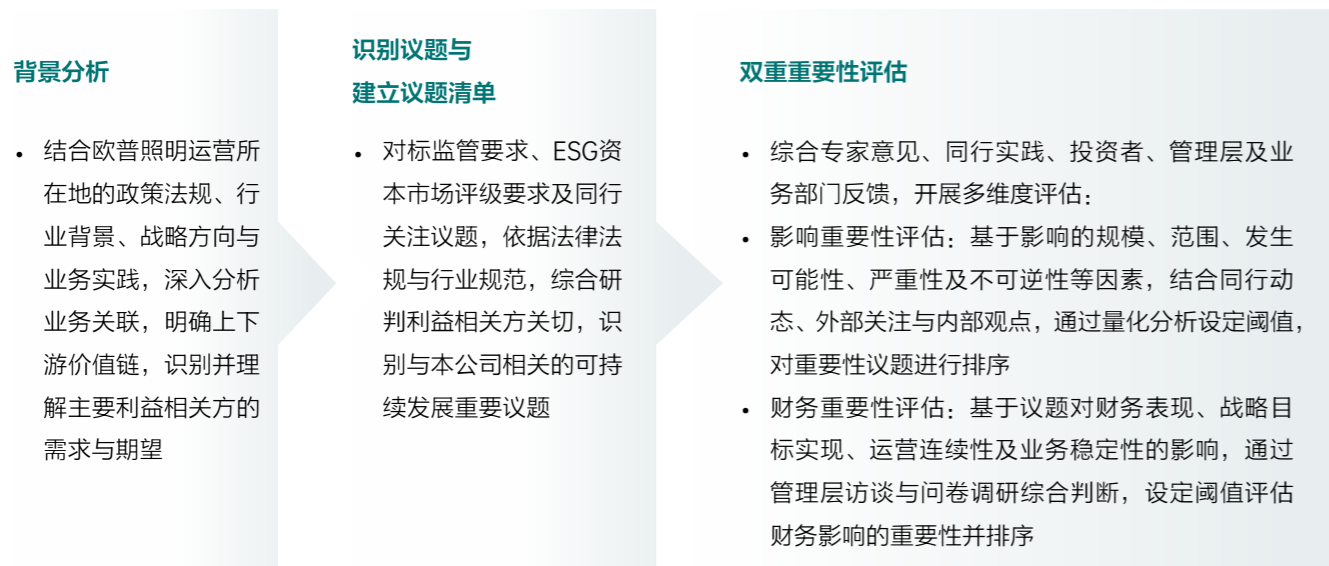 背景分析
• 结合欧普照明运营所
在地的政策法规、行
业背景、战略方向与
业务实践，深入分析
业务关联，明确上下
游价值链，识别并理
解主要利益相关方的
需求与期望
识别议题与
建立议题清单
• 对标监管要求、ESG资
本市场评级要求及同行
关注议题，依据法律法
规与行业规范，综合研
判利益相关方关切，识
别与本公司相关的可持
续发展重要议题
双重重要性评估
• 综合专家意见、同行实践、投资者、管理层及业
务部门反馈，开展多维度评估：
• 影响重要性评估：基于影响的规模、范围、发生
可能性、严重性及不可逆性等因素，结合同行动
态、外部关注与内部观点，通过量化分析设定阈值，
对重要性议题进行排序
• 财务重要性评估：基于议题对财务表现、战略目
标实现、运营连续性及业务稳定性的影响，通过
管理层访谈与问卷调研综合判断，设定阈值评估
财务影响的重要性并排序